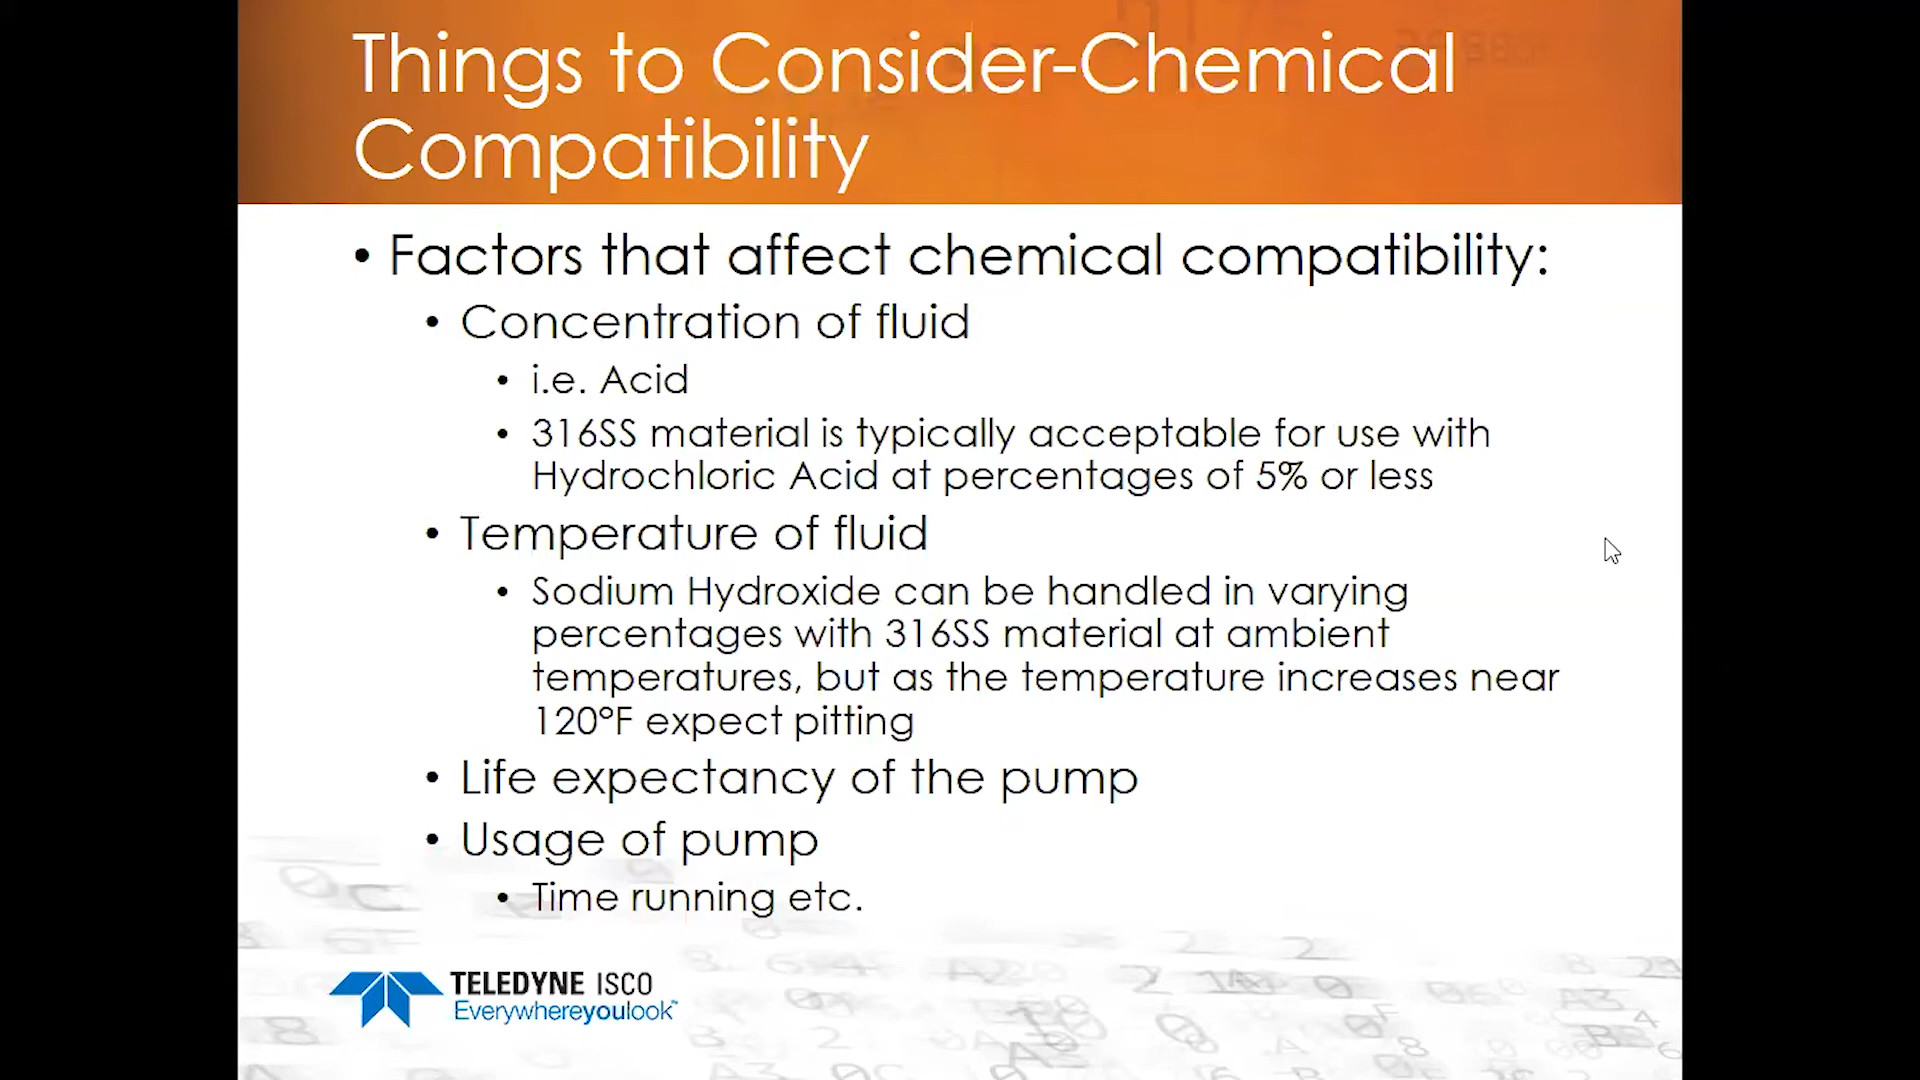 Things to Consider-Chemical
Compatibility
• Factors that affect chemical compatibility:
• Concentration of fluid
• i.e. Acid
• 316SS material is typically acceptable for use with
Hydrochloric Acid at percentages of 5% or less
• Temperature of fluid
• Sodium Hydroxide can be handled in varying
percentages with 316SS material at ambient
temperatures, but as the temperature increases near
120°F expect pitting
• Life expectancy of the pump
• Usage of pump
• Time running etc.
TELEDYNE ISCO
Everywhereyoulook™